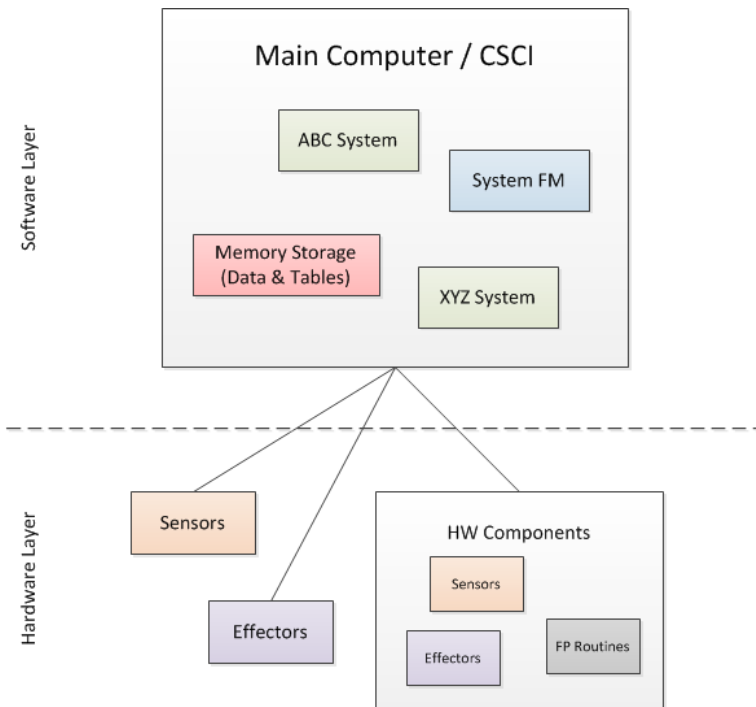 Main Computer / CSCI
ABC System
System FM
Memory Storage
(Data & Tables)
XYZ System
Software Layer
Sensors
Effectors
HW Components
Sensors
Effectors
FP Routines
Hardware Layer